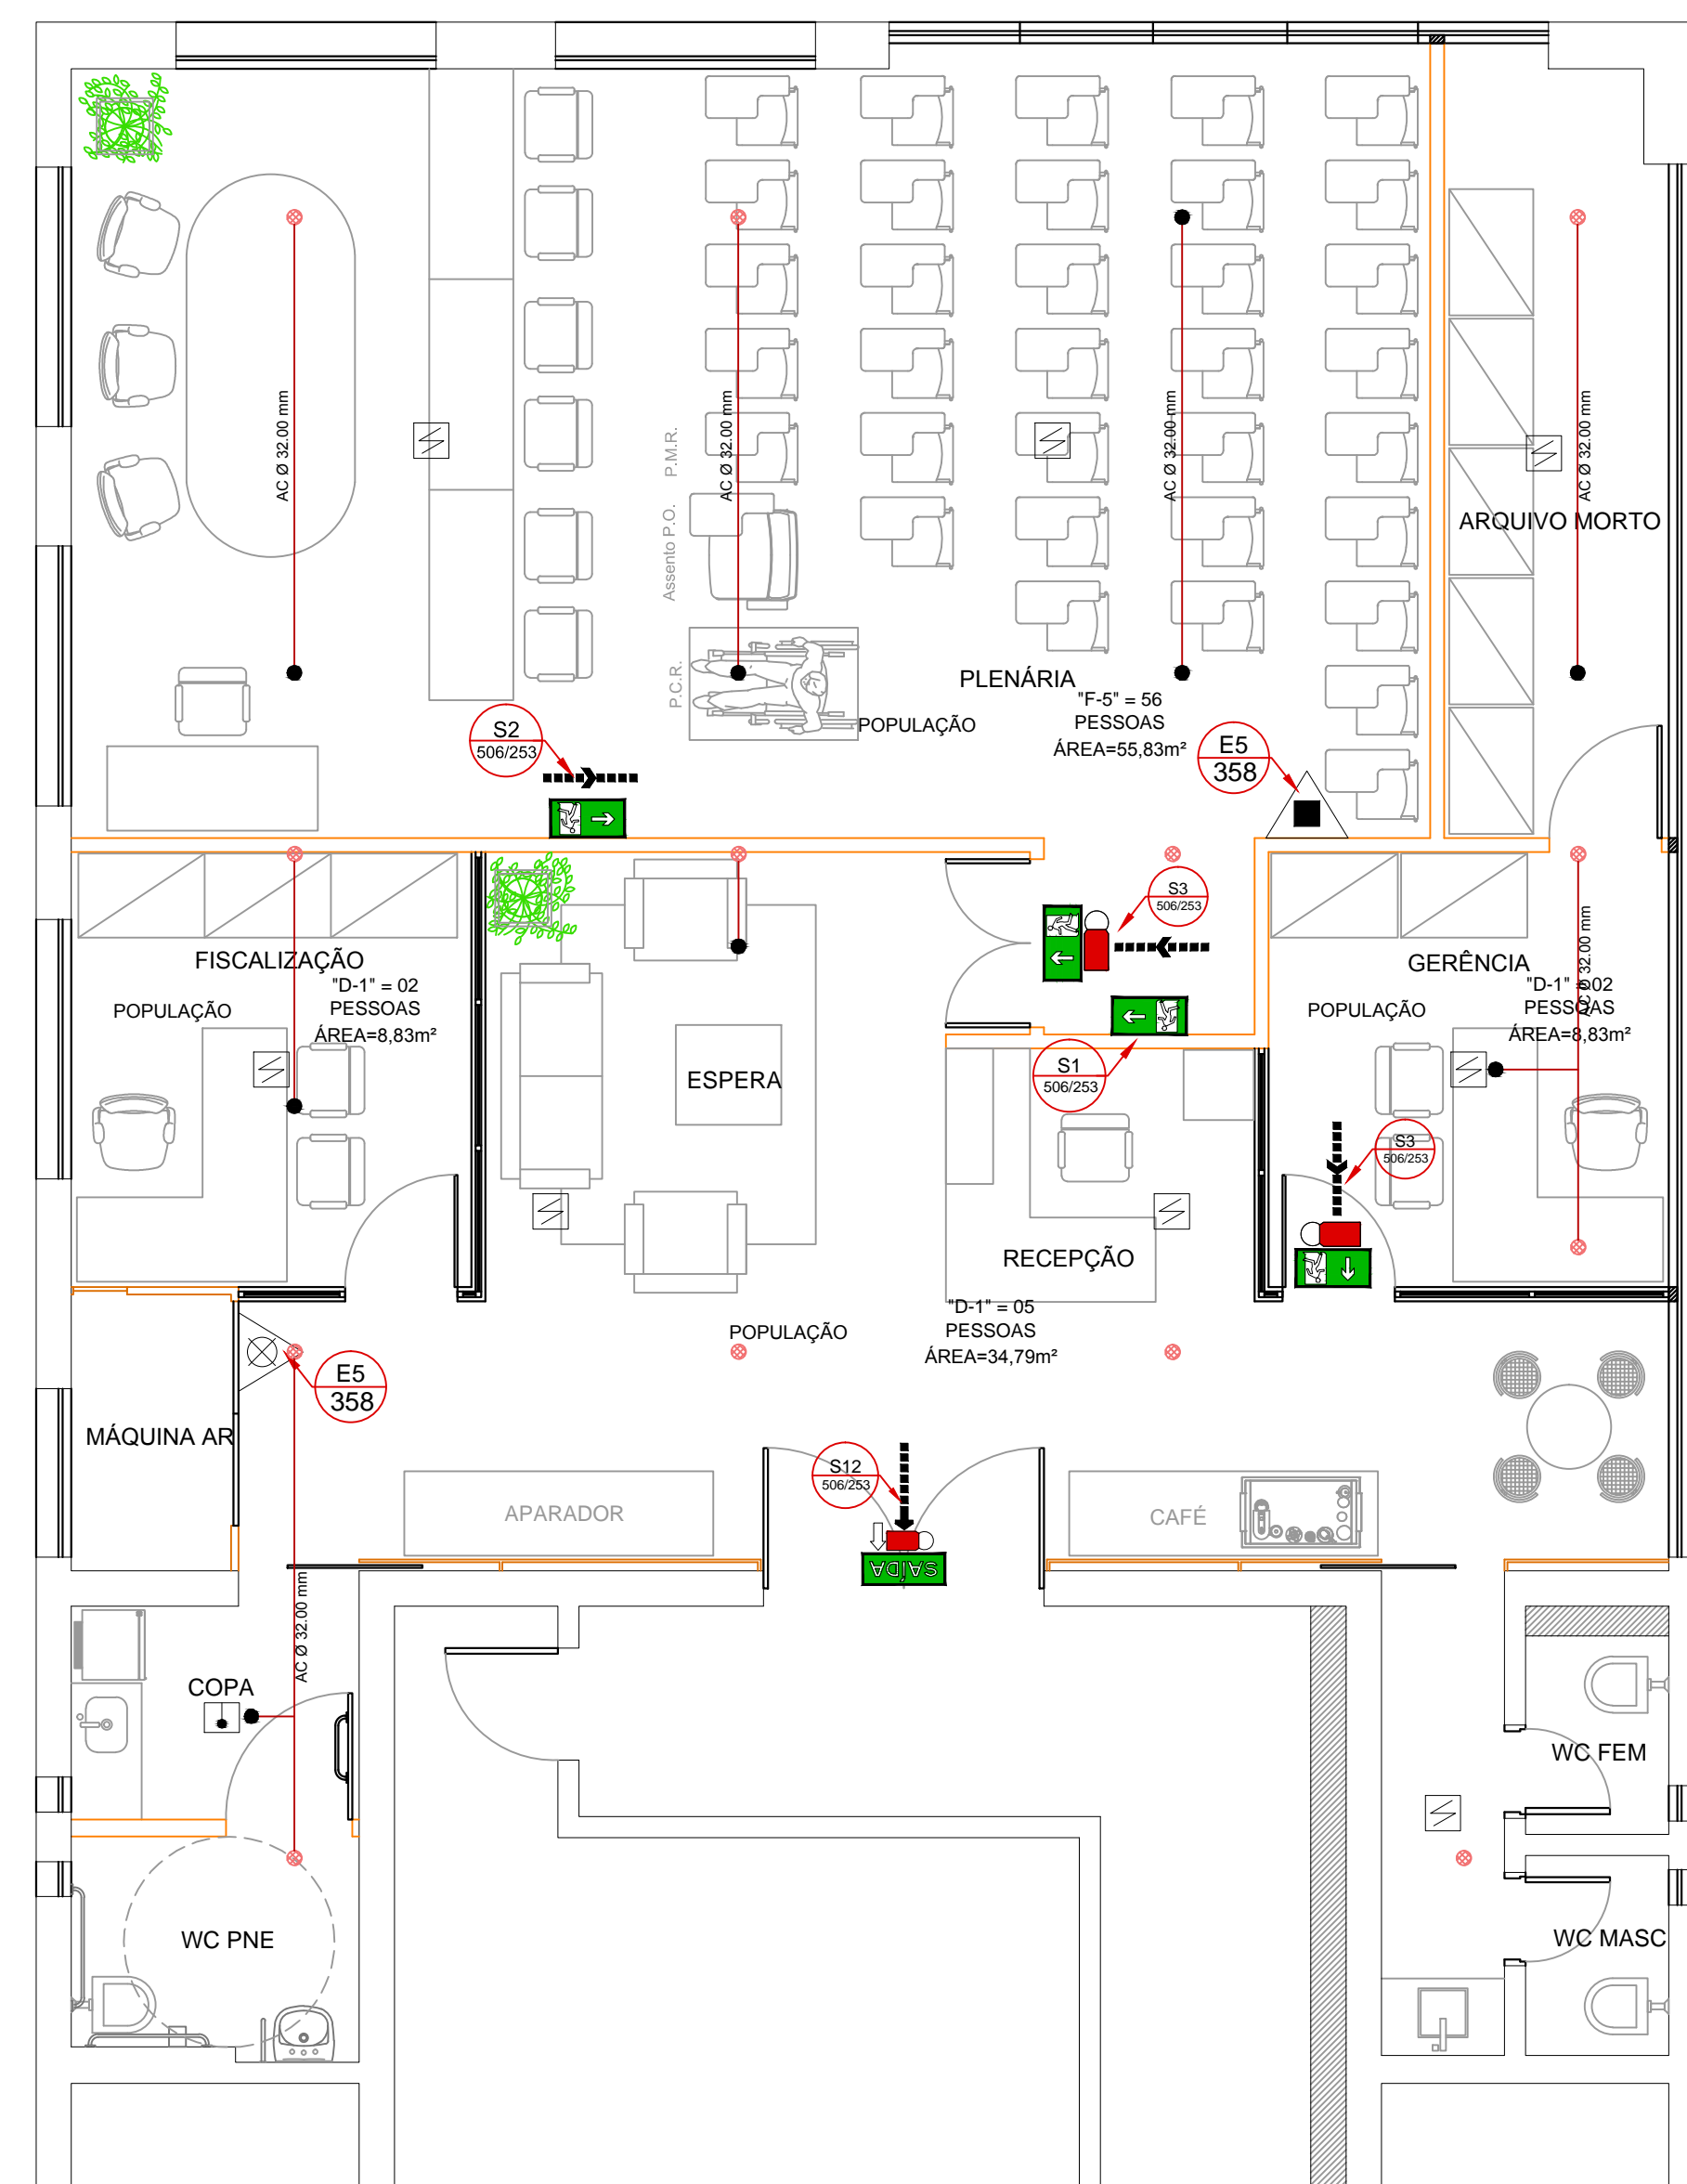 AC Ø 32.00 mm
P.M.R.
Assento P.O.
P.C.R.
AC Ø 32.00 mm
AC Ø 32.00 mm
AC Ø 32.00 mm
ARQUIVO MORTO
PLENÁRIA
POPULAÇÃO
"F-5" = 56
PESSOAS
ÁREA=55,83m²
S2
506/253
E5
358
S3
506/253
FISCALIZAÇÃO
POPULAÇÃO
"D-1" = 02
PESSOAS
ÁREA=8,83m²
ESPERA
S1
506/253
GERÊNCIA
POPULAÇÃO
"D-1" = 02
PESSOAS
ÁREA=8,83m²
AC Ø 32.00 mm
S3
506/253
RECEPÇÃO
POPULAÇÃO
"D-1" = 05
PESSOAS
ÁREA=34,79m²
E5
358
MÁQUINA AR
APARADOR
S12
506/253
SAÍDA
CAFÉ
AC Ø 32.00 mm
COPA
WC FEM
WC PNE
WC MASC